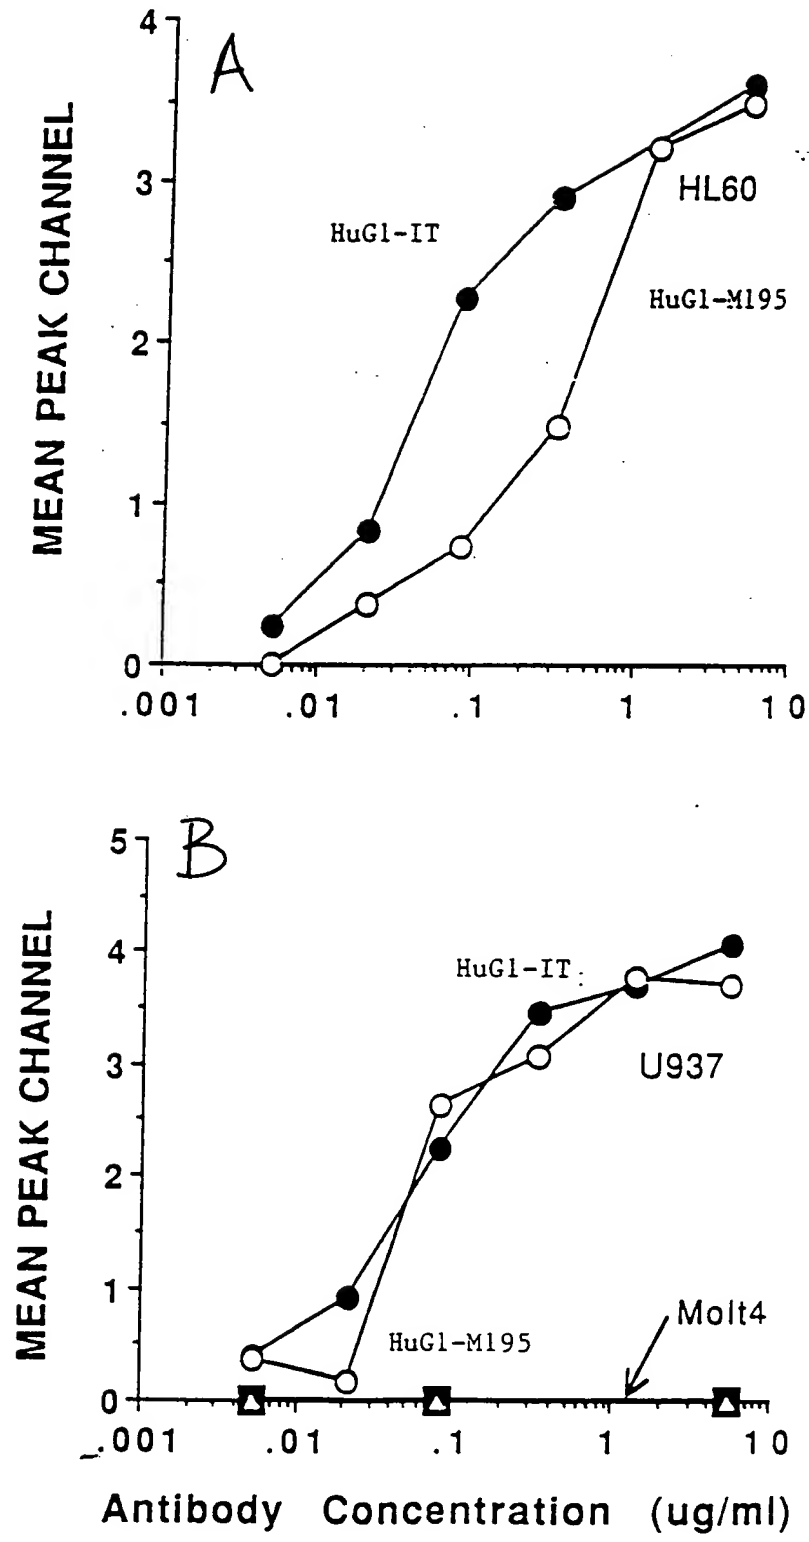 A
4
3
2
1
0
MEAN PEAK CHANNEL
HuG1-IT
HL60
HuG1-M195
.001 .01 .1 1 10
B
5
4
3
2
1
0
MEAN PEAK CHANNEL
HuG1-IT
U937
HuG1-M195
Molt4
.001 .01 .1 1 10
Antibody Concentration (ug/ml)